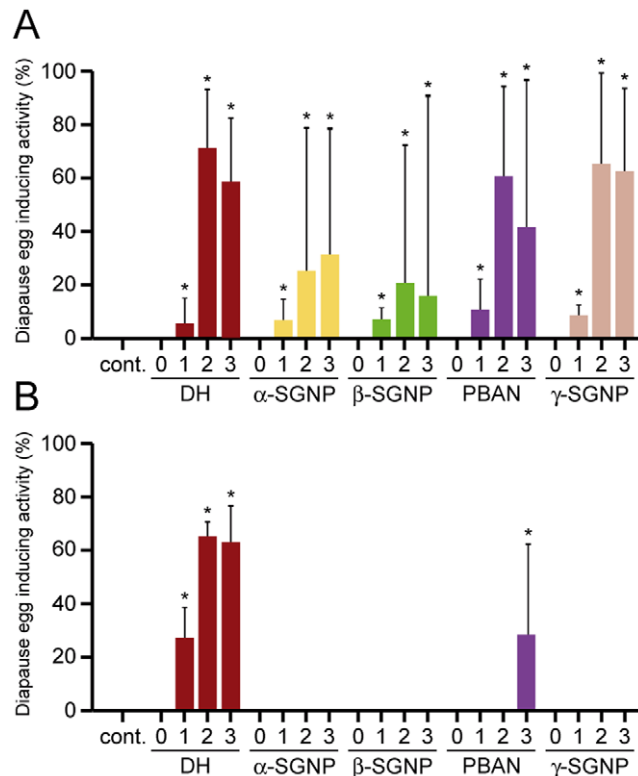 A
Diapause egg inducing activity (%)
100
80
60
40
20
0
* * * * * * * * * * * * * * *
cont. 0 1 2 3 0 1 2 3 0 1 2 3 0 1 2 3 0 1 2 3
DH α-SGNP β-SGNP PBAN γ-SGNP
B
Diapause egg inducing activity (%)
100
80
60
40
20
0
* * * *
cont. 0 1 2 3 0 1 2 3 0 1 2 3 0 1 2 3 0 1 2 3
DH α-SGNP β-SGNP PBAN γ-SGNP